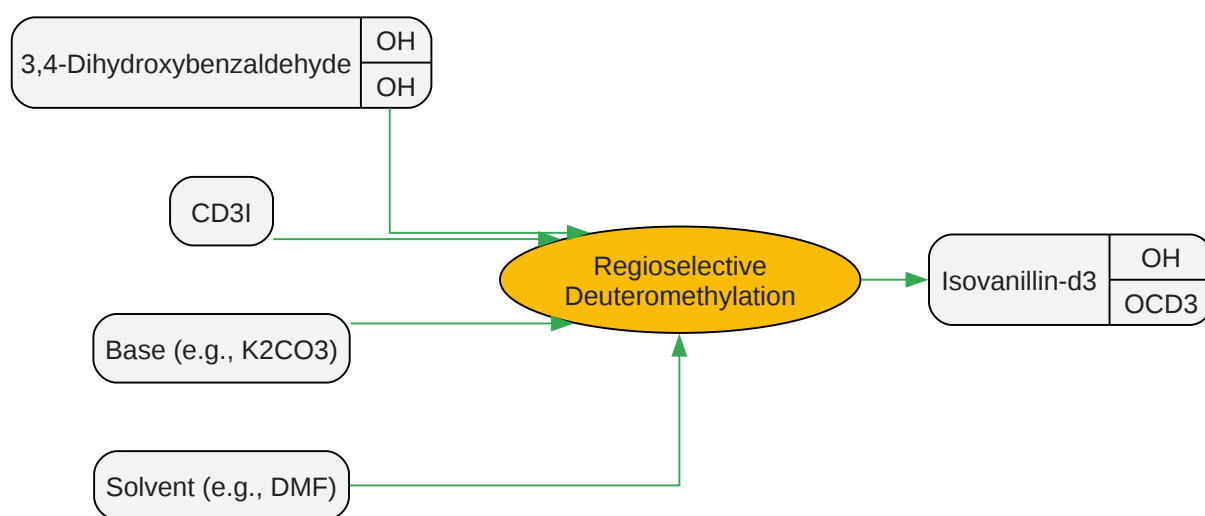 3,4-Dihydroxybenzaldehyde
OH
OH
CD3I
Regioselective
Deuteromethylation
Isovanillin-d3
OH
OCD3
Base (e.g., K2CO3)
Solvent (e.g., DMF)